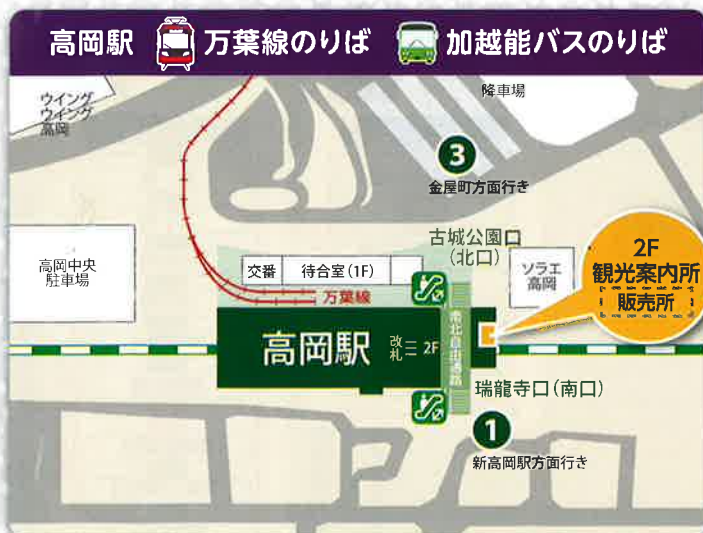 高岡駅 万葉線のりば 加越能バスのりば
ウイング
ウイング
高岡
降車場
3
金屋町方面行き
古城公園口
(北口)
2F
観光案内所
販売所
高岡中央
駐車場
交番 待合室(1F)
ソラエ
高岡
万葉線
高岡駅 改札 2F
南北自由通路
瑞龍寺口(南口)
1
新高岡駅方面行き